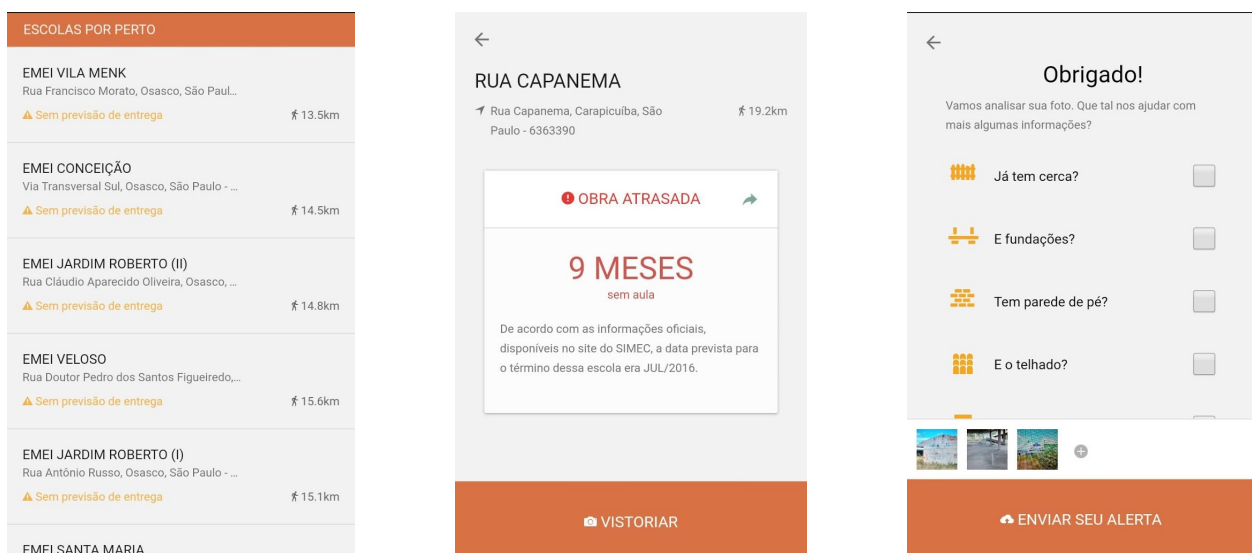 ESCOLAS POR PERTO
EMEI VILA MENK
Rua Francisco Morato, Osasco, São Paul...
Sem previsão de entrega 13.5km
EMEI CONCEIÇÃO
Via Transversal Sul, Osasco, São Paulo - ...
Sem previsão de entrega 14.5km
EMEI JARDIM ROBERTO (II)
Rua Cláudio Aparecido Oliveira, Osasco, ...
Sem previsão de entrega 14.8km
EMEI VELOSO
Rua Doutor Pedro dos Santos Figueiredo,...
Sem previsão de entrega 15.6km
EMEI JARDIM ROBERTO (I)
Rua Antônio Russo, Osasco, São Paulo - ...
Sem previsão de entrega 15.1km
EMEI SANTA MARIA
RUA CAPANEMA
Rua Capanema, Carapicuíba, São 19.2km
Paulo - 6363390
OBRA ATRASADA
9 MESES
sem aula
De acordo com as informações oficiais,
disponíveis no site do SIMEC, a data prevista para
o término dessa escola era JUL/2016.
VISTORIAR
Obrigado!
Vamos analisar sua foto. Que tal nos ajudar com
mais algumas informações?
Já tem cerca?
E fundações?
Tem parede de pé?
E o telhado?
ENVIAR SEU ALERTA